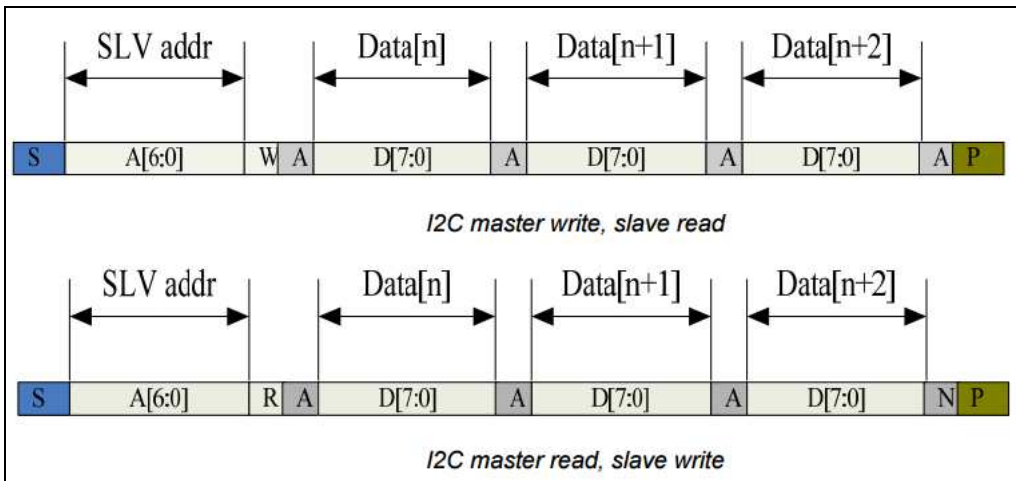 SLV addr Data[n] Data[n+1] Data[n+2]
S A[6:0] W A D[7:0] A D[7:0] A D[7:0] A P
I2C master write, slave read
SLV addr Data[n] Data[n+1] Data[n+2]
S A[6:0] R A D[7:0] A D[7:0] A D[7:0] N P
I2C master read, slave write